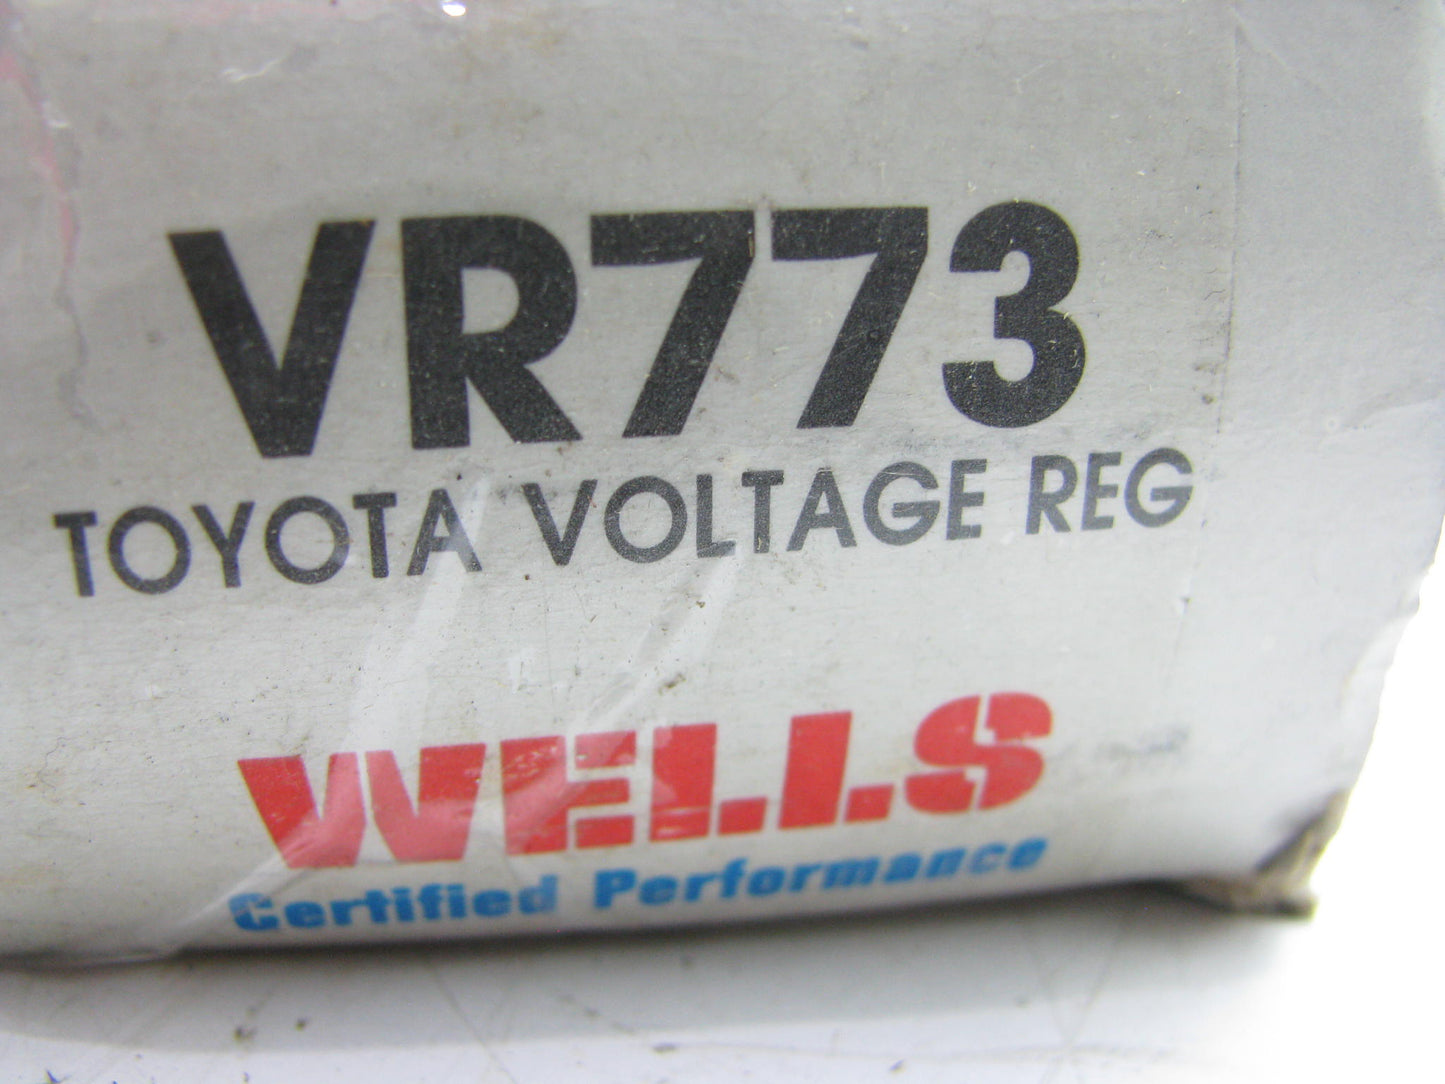 VR773
TOYOTA VOLTAGE REG
WELLS
Certified Performance